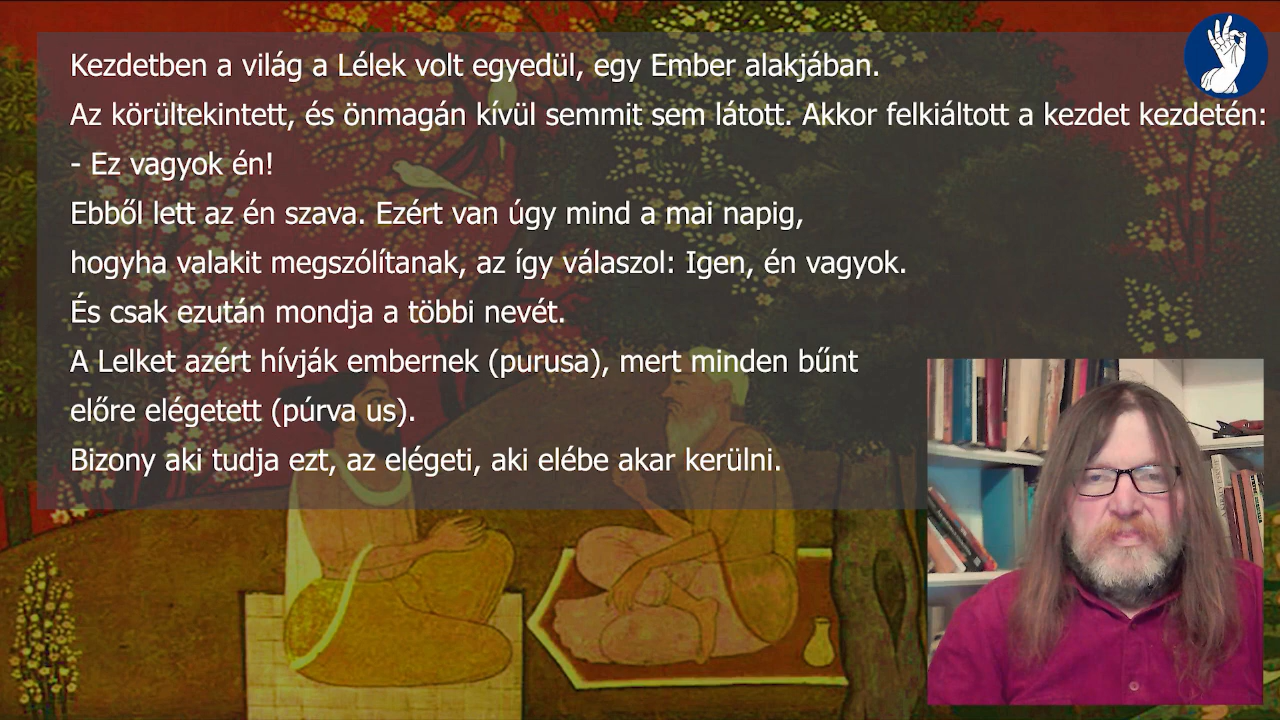 Kezdetben a világ a Lélek volt egyedül, egy Ember alakjában.
Az körültekintett, és önmagán kívül semmit sem látott. Akkor felkiáltott a kezdet kezdetén:
- Ez vagyok én!
Ebből lett az én szava. Ezért van úgy mind a mai napig,
hogyha valakit megszólítanak, az így válaszol: Igen, én vagyok.
És csak ezután mondja a többi nevét.
A Lelket azért hívják embernek (purusa), mert minden bűnt
előre elégetett (púrva us).
Bizony aki tudja ezt, az elégeti, aki elébe akar kerülni.